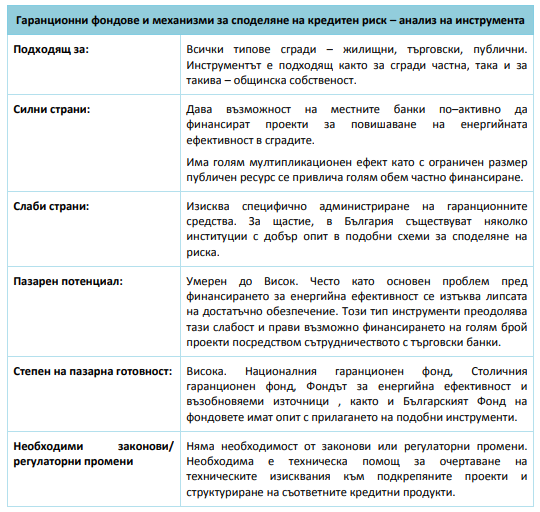 Гаранционни фондове и механизми за споделяне на кредитен риск – анализ на инструмента
Подходящ за:
Всички типове сгради – жилищни, търговски, публични.
Инструментът е подходящ както за сгради частна, така и за
такива – общинска собственост.
Силни страни:
Дава възможност на местните банки по–активно да
финансират проекти за повишаване на енергийната
ефективност в сградите.
Има голям мултипликационен ефект като с ограничен размер
публичен ресурс се привлича голям обем частно финансиране.
Слаби страни:
Изисква специфично администриране на гаранционните
средства. За щастие, в България съществуват няколко
институции с добър опит в подобни схеми за споделяне на
риска.
Пазарен потенциал:
Умерен до Висок. Често като основен проблем пред
финансирането за енергийна ефективност се изтъква липсата
на достатъчно обезпечение. Този тип инструменти преодолява
тази слабост и прави възможно финансирането на голям брой
проекти посредством сътрудничеството с търговски банки.
Степен на пазарна готовност:
Висока. Националния гаранционен фонд, Столичния
гаранционен фонд, Фондът за енергийна ефективност и
възобновяеми източници , както и Българският Фонд на
фондовете имат опит с прилагането на подобни инструменти.
Необходими законови/
регулаторни промени
Няма необходимост от законови или регулаторни промени.
Необходима е техническа помощ за очертаване на
техническите изисквания към подкрепяните проекти и
структуриране на съответните кредитни продукти.